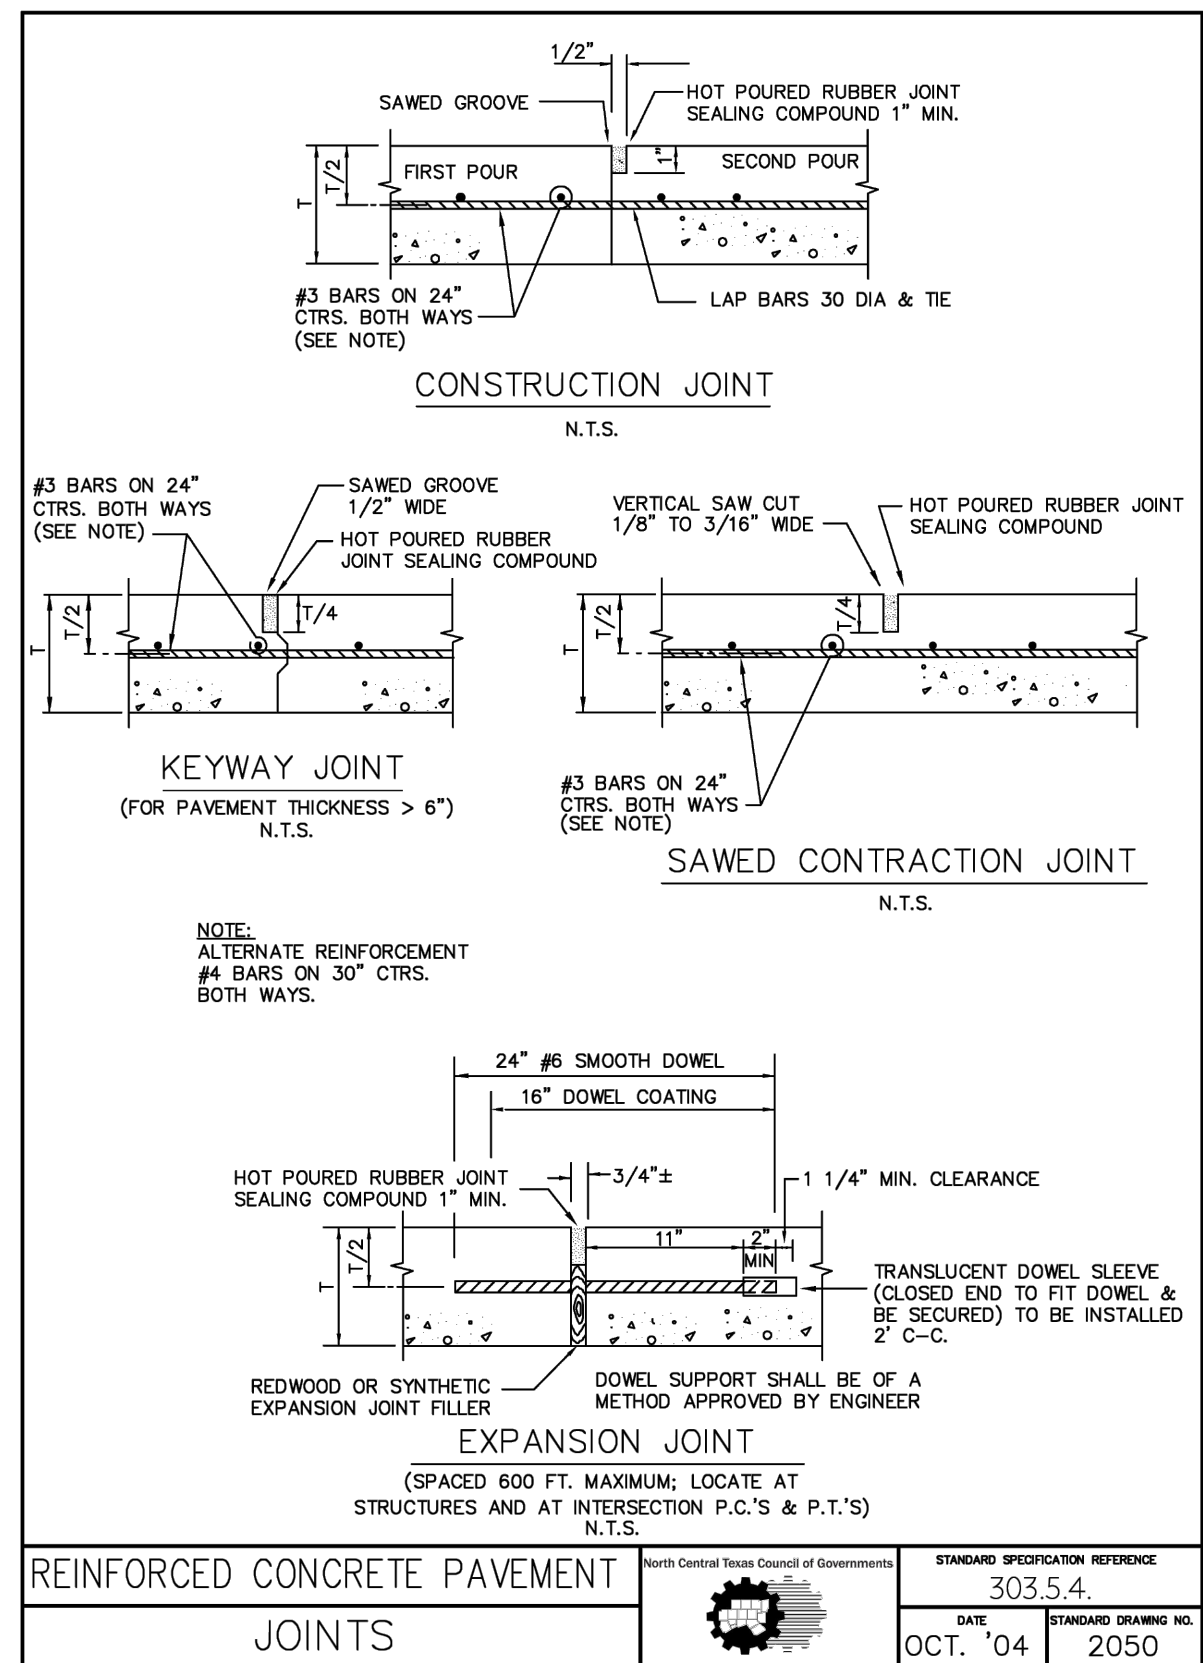 1/2"
SAWED GROOVE
HOT POURED RUBBER JOINT
SEALING COMPOUND 1" MIN.
T
T/2
FIRST POUR
1"
SECOND POUR
#3 BARS ON 24"
CTRS. BOTH WAYS
(SEE NOTE)
LAP BARS 30 DIA & TIE
CONSTRUCTION JOINT
N.T.S.
#3 BARS ON 24"
CTRS. BOTH WAYS
(SEE NOTE)
SAWED GROOVE
1/2" WIDE
HOT POURED RUBBER
JOINT SEALING COMPOUND
T
T/2
T/4
KEYWAY JOINT
(FOR PAVEMENT THICKNESS > 6")
N.T.S.
VERTICAL SAW CUT
1/8" TO 3/16" WIDE
HOT POURED RUBBER JOINT
SEALING COMPOUND
T
T/2
T/4
#3 BARS ON 24"
CTRS. BOTH WAYS
(SEE NOTE)
SAWED CONTRACTION JOINT
N.T.S.
NOTE:
ALTERNATE REINFORCEMENT
#4 BARS ON 30" CTRS.
BOTH WAYS.
24" #6 SMOOTH DOWEL
16" DOWEL COATING
HOT POURED RUBBER JOINT
SEALING COMPOUND 1" MIN.
3/4"±
1 1/4" MIN. CLEARANCE
T
T/2
11"
2"
MIN
TRANSLUCENT DOWEL SLEEVE
(CLOSED END TO FIT DOWEL &
BE SECURED) TO BE INSTALLED
2' C-C.
REDWOOD OR SYNTHETIC
EXPANSION JOINT FILLER
DOWEL SUPPORT SHALL BE OF A
METHOD APPROVED BY ENGINEER
EXPANSION JOINT
(SPACED 600 FT. MAXIMUM; LOCATE AT
STRUCTURES AND AT INTERSECTION P.C.'S & P.T.'S)
N.T.S.
REINFORCED CONCRETE PAVEMENT
JOINTS
North Central Texas Council of Governments
STANDARD SPECIFICATION REFERENCE
303.5.4.
DATE
OCT. '04
STANDARD DRAWING NO.
2050